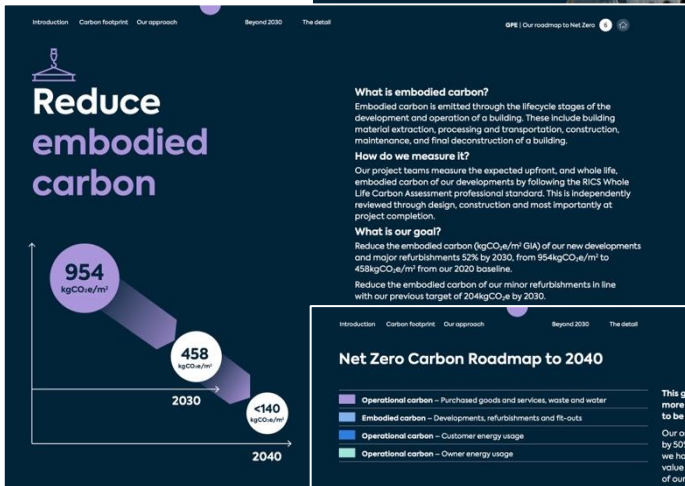 Introduction Carbon footprint Our approach Beyond 2030 The detail
GPE | Our roadmap to Net Zero 6
Reduce
embodied
carbon
954
kgCO₂e/m²
458
kgCO₂e/m²
2030
<140
kgCO₂e/m²
2040
What is embodied carbon?
Embodied carbon is emitted through the lifecycle stages of the
development and operation of a building. These include building
material extraction, processing and transportation, construction,
maintenance, and final deconstruction of a building.
How do we measure it?
Our project teams measure the expected upfront, and whole life,
embodied carbon of our developments by following the RICS Whole
Life Carbon Assessment professional standard. This is independently
reviewed through design, construction and most importantly at
project completion.
What is our goal?
Reduce the embodied carbon (kgCO₂e/m² GIA) of our new developments
and major refurbishments 52% by 2030, from 954kgCO₂e/m² to
458kgCO₂e/m² from our 2020 baseline.
Reduce the embodied carbon of our minor refurbishments in line
with our previous target of 204kgCO₂e by 2030.
Introduction Carbon footprint Our approach Beyond 2030 The detail
Net Zero Carbon Roadmap to 2040
Operational carbon – Purchased goods and services, waste and water
Embodied carbon – Developments, refurbishments and fit-outs
Operational carbon – Customer energy usage
Operational carbon – Owner energy usage
This g
more
to be
Our o
by 50%
we ha
value
of our